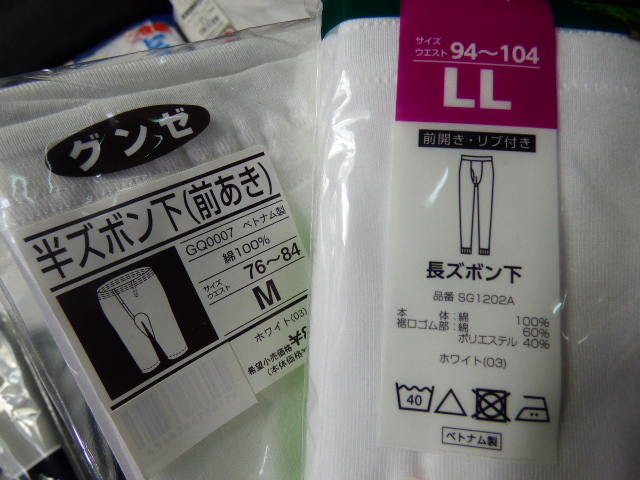 グンゼ
半ズボン下(前あき)
GQ0007 ベトナム製
綿100%
サイズ
ウエスト 76～84
M
ホワイト(03)
希望小売価格
(本体価格
サイズ
ウエスト 94～104
LL
前開き・リブ付き
長ズボン下
品番 SG1202A
本体:綿 100%
裾口ゴム部:綿 60%
ポリエステル 40%
ホワイト(03)
40
ベトナム製